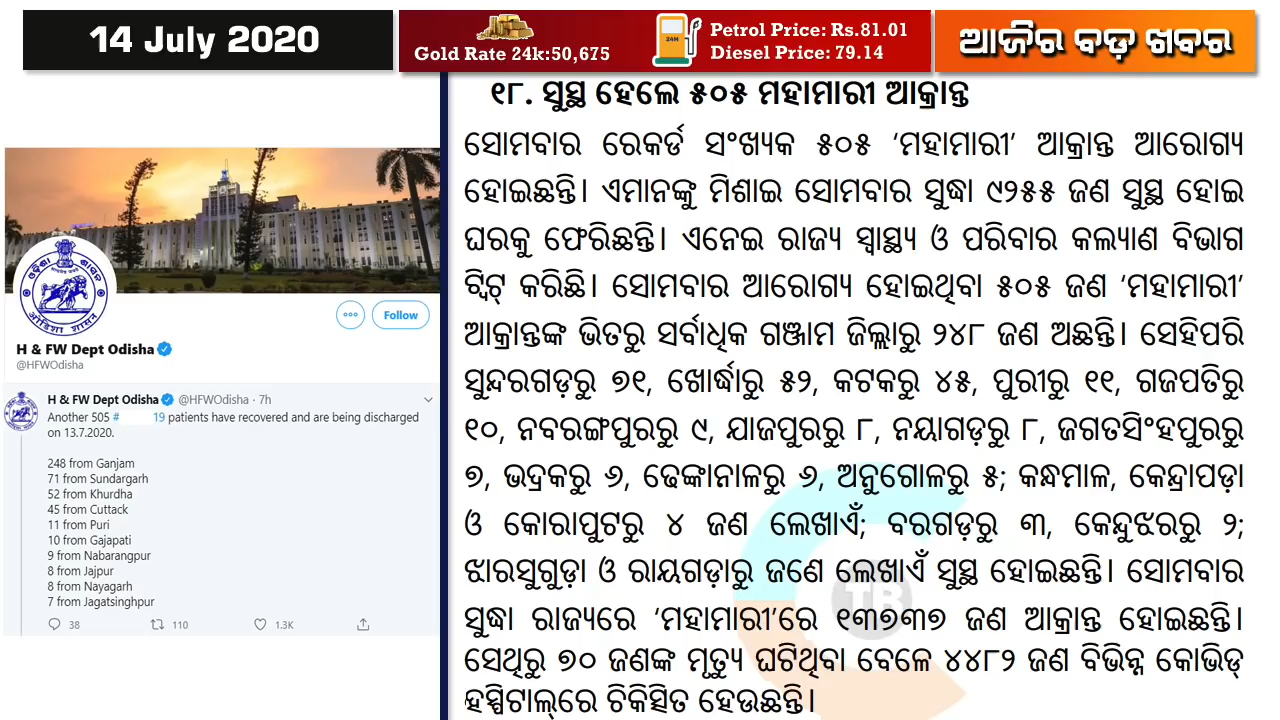 14 July 2020
Gold Rate 24k:50,675
24H
Petrol Price: Rs.81.01
Diesel Price: 79.14
ଆଜିର ବଡ଼ ଖବର
୧୮. ସୁସ୍ଥ ହେଲେ ୫୦୫ ମହାମାରୀ ଆକ୍ରାନ୍ତ
ସୋମବାର ରେକର୍ଡ ସଂଖ୍ୟକ ୫୦୫ ‘ମହାମାରୀ’ ଆକ୍ରାନ୍ତ ଆରୋଗ୍ୟ
ହୋଇଛନ୍ତି। ଏମାନଙ୍କୁ ମିଶାଇ ସୋମବାର ସୁଦ୍ଧା ୯୨୫୫ ଜଣ ସୁସ୍ଥ ହୋଇ
ଘରକୁ ଫେରିଛନ୍ତି। ଏନେଇ ରାଜ୍ୟ ସ୍ୱାସ୍ଥ୍ୟ ଓ ପରିବାର କଲ୍ୟାଣ ବିଭାଗ
ଟ୍ୱିଟ୍ କରିଛି। ସୋମବାର ଆରୋଗ୍ୟ ହୋଇଥିବା ୫୦୫ ଜଣ ‘ମହାମାରୀ’
ଆକ୍ରାନ୍ତଙ୍କ ଭିତରୁ ସର୍ବାଧିକ ଗଞ୍ଜାମ ଜିଲ୍ଲାରୁ ୨୪୮ ଜଣ ଅଛନ୍ତି। ସେହିପରି
ସୁନ୍ଦରଗଡ଼ରୁ ୭୧, ଖୋର୍ଦ୍ଧାରୁ ୫୨, କଟକରୁ ୪୫, ପୁରୀରୁ ୧୧, ଗଜପତିରୁ
୧୦, ନବରଙ୍ଗପୁରରୁ ୯, ଯାଜପୁରରୁ ୮, ନୟାଗଡ଼ରୁ ୮, ଜଗତସିଂହପୁରରୁ
୭, ଭଦ୍ରକରୁ ୬, ଢେଙ୍କାନାଳରୁ ୬, ଅନୁଗୋଳରୁ ୫; କନ୍ଧମାଳ, କେନ୍ଦ୍ରାପଡ଼ା
ଓ କୋରାପୁଟରୁ ୪ ଜଣ ଲେଖାଏଁ; ବରଗଡ଼ରୁ ୩, କେନ୍ଦୁଝରରୁ ୨;
ଝାରସୁଗୁଡ଼ା ଓ ରାୟଗଡ଼ାରୁ ଜଣେ ଲେଖାଏଁ ସୁସ୍ଥ ହୋଇଛନ୍ତି। ସୋମବାର
ସୁଦ୍ଧା ରାଜ୍ୟରେ ‘ମହାମାରୀ’ରେ ୧୩୭୩୭ ଜଣ ଆକ୍ରାନ୍ତ ହୋଇଛନ୍ତି।
ସେଥିରୁ ୭୦ ଜଣଙ୍କ ମୃତ୍ୟୁ ଘଟିଥିବା ବେଳେ ୪୪୮୨ ଜଣ ବିଭିନ୍ନ କୋଭିଡ୍
ହସ୍ପିଟାଲ୍‌ରେ ଚିକିତ୍ସିତ ହେଉଛନ୍ତି।
TB
ଓଡ଼ିଶା ଶାସନ
ओडिशा शासन
Follow
H & FW Dept Odisha
@HFWOdisha
H & FW Dept Odisha @HFWOdisha · 7h
Another 505 # 19 patients have recovered and are being discharged
on 13.7.2020.
248 from Ganjam
71 from Sundargarh
52 from Khurdha
45 from Cuttack
11 from Puri
10 from Gajapati
9 from Nabarangpur
8 from Jajpur
8 from Nayagarh
7 from Jagatsinghpur
38 110 1.3K